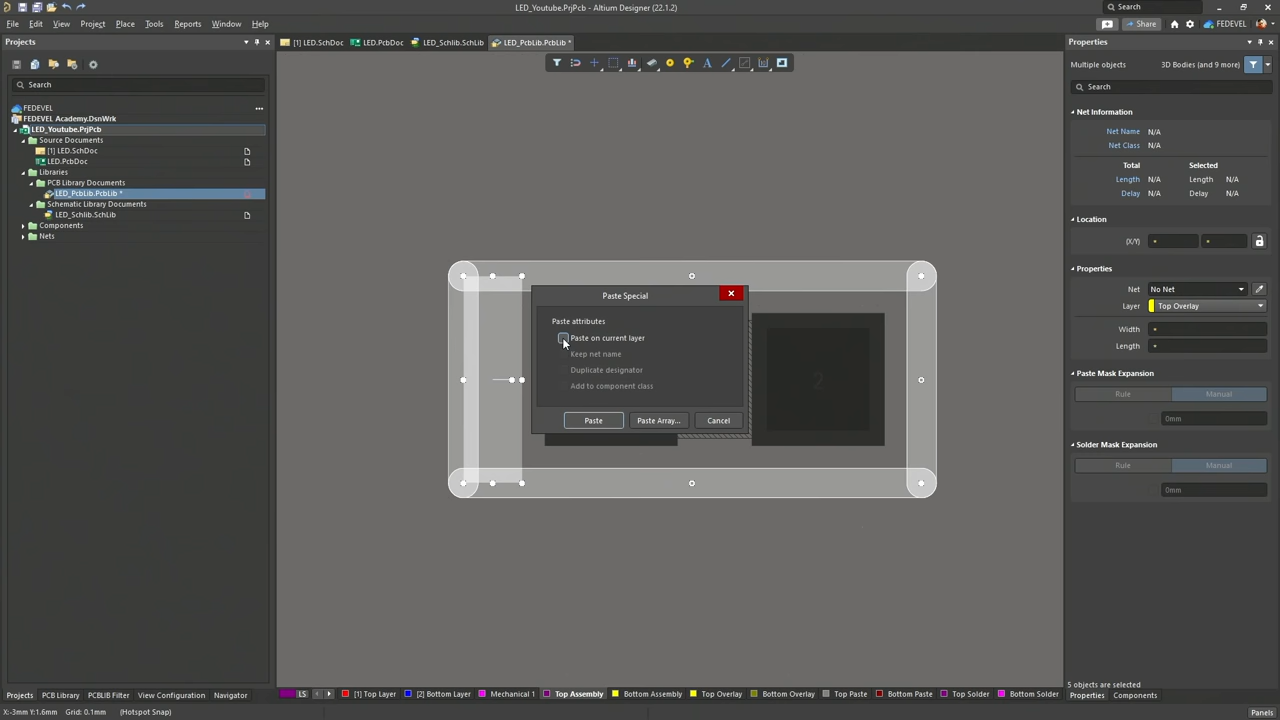 LED_Youtube.PrjPcb - Altium Designer (22.1.2)
Search
File Edit View Project Place Tools Reports Window Help
Share
FEDEVEL
Projects
[1] LED.SchDoc
LED.PcbDoc
LED_Schlib.SchLib
LED_PcbLib.PcbLib *
Properties
Multiple objects
3D Bodies (and 9 more)
Search
Search
FEDEVEL
FEDEVEL Academy.DsnWrk
LED_Youtube.PrjPcb
Source Documents
[1] LED.SchDoc
LED.PcbDoc
Libraries
PCB Library Documents
LED_PcbLib.PcbLib *
Schematic Library Documents
LED_Schlib.SchLib
Components
Nets
Paste Special
Paste attributes
Paste on current layer
Keep net name
Duplicate designator
Add to component class
Paste
Paste Array...
Cancel
2
Net Information
Net Name N/A
Net Class N/A
Total Selected
Length N/A Length N/A
Delay N/A Delay N/A
Location
(X/Y) * *
Properties
Net No Net
Layer Top Overlay
Width *
Length *
Paste Mask Expansion
Rule Manual
0mm
Solder Mask Expansion
Rule Manual
0mm
5 objects are selected
LS
[1] Top Layer
[2] Bottom Layer
Mechanical 1
Top Assembly
Bottom Assembly
Top Overlay
Bottom Overlay
Top Paste
Bottom Paste
Top Solder
Bottom Solder
Projects PCB Library PCBLIB Filter View Configuration Navigator
Properties Components
X:-3mm Y:1.6mm Grid: 0.1mm (Hotspot Snap)
Panels